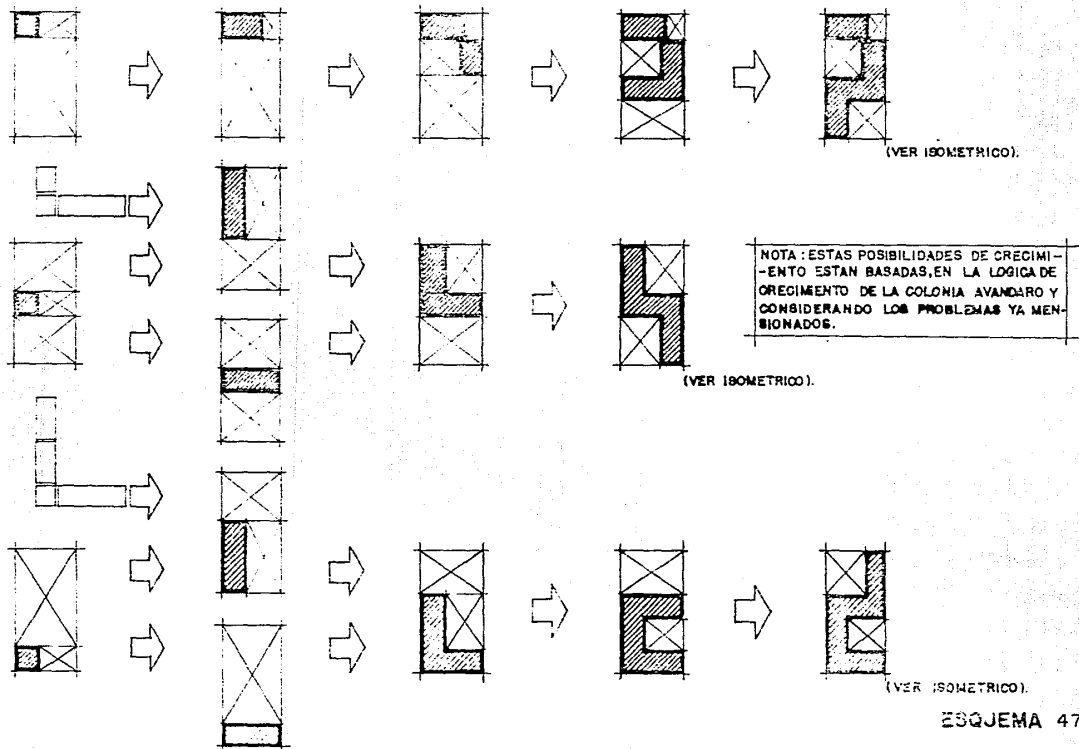 (VER ISOMETRICO).
NOTA : ESTAS POSIBILIDADES DE CRECIMI-
-ENTO ESTAN BASADAS, EN LA LOGICA DE
CRECIMIENTO DE LA COLONIA AVANDARO Y
CONSIDERANDO LOS PROBLEMAS YA MEN-
SIONADOS.
(VER ISOMETRICO).
(VER ISOMETRICO).
ESQUEMA 47